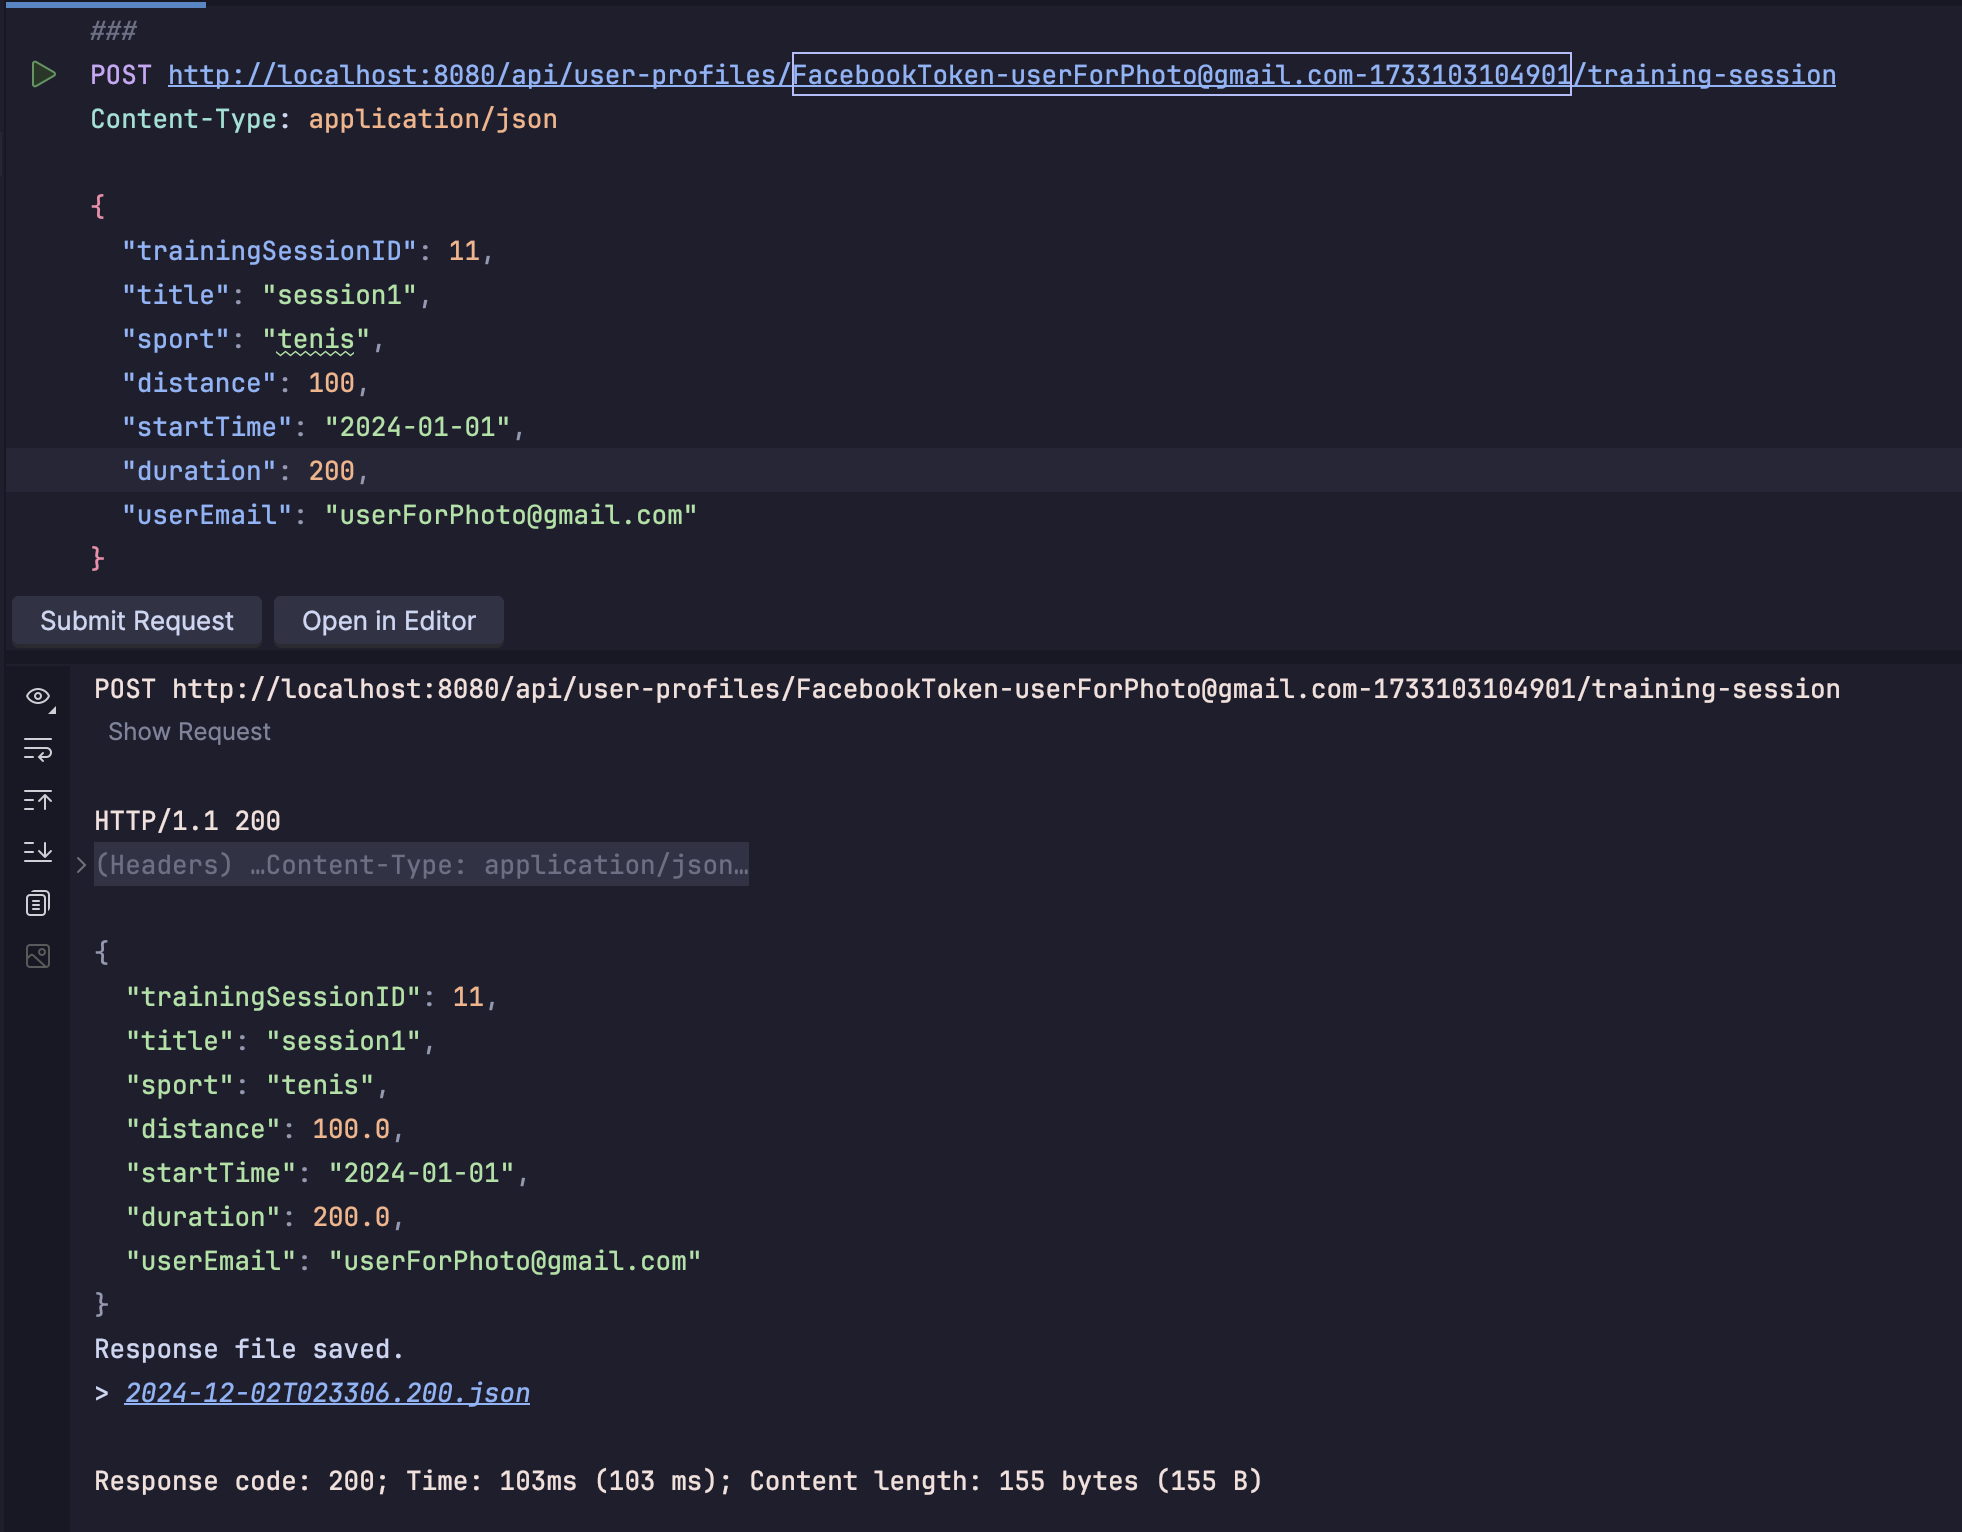 ###
POST http://localhost:8080/api/user-profiles/FacebookToken-userForPhoto@gmail.com-1733103104901/training-session
Content-Type: application/json
{
  "trainingSessionID": 11,
  "title": "session1",
  "sport": "tenis",
  "distance": 100,
  "startTime": "2024-01-01",
  "duration": 200,
  "userEmail": "userForPhoto@gmail.com"
}
Submit Request  Open in Editor
POST http://localhost:8080/api/user-profiles/FacebookToken-userForPhoto@gmail.com-1733103104901/training-session
Show Request
HTTP/1.1 200
(Headers) …Content-Type: application/json…
{
  "trainingSessionID": 11,
  "title": "session1",
  "sport": "tenis",
  "distance": 100.0,
  "startTime": "2024-01-01",
  "duration": 200.0,
  "userEmail": "userForPhoto@gmail.com"
}
Response file saved.
> 2024-12-02T023306.200.json
Response code: 200; Time: 103ms (103 ms); Content length: 155 bytes (155 B)